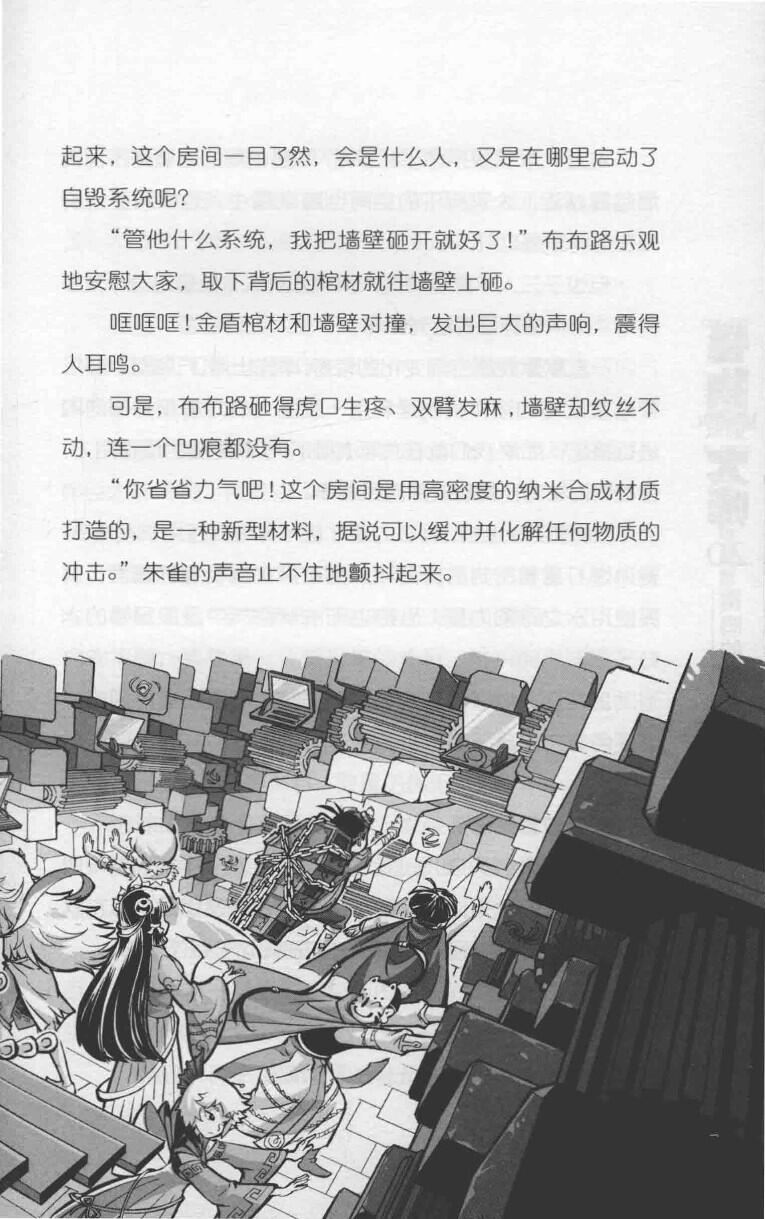 起来，这个房间一目了然，会是什么人，又是在哪里启动了
自毁系统呢？
“管他什么系统，我把墙壁砸开就好了！”布布路乐观
地安慰大家，取下背后的棺材就往墙壁上砸。
哐哐哐！金盾棺材和墙壁对撞，发出巨大的声响，震得
人耳鸣。
可是，布布路砸得虎口生疼、双臂发麻，墙壁却纹丝不
动，连一个凹痕都没有。
“你省省力气吧！这个房间是用高密度的纳米合成材质
打造的，是一种新型材料，据说可以缓冲并化解任何物质的
冲击。”朱雀的声音止不住地颤抖起来。